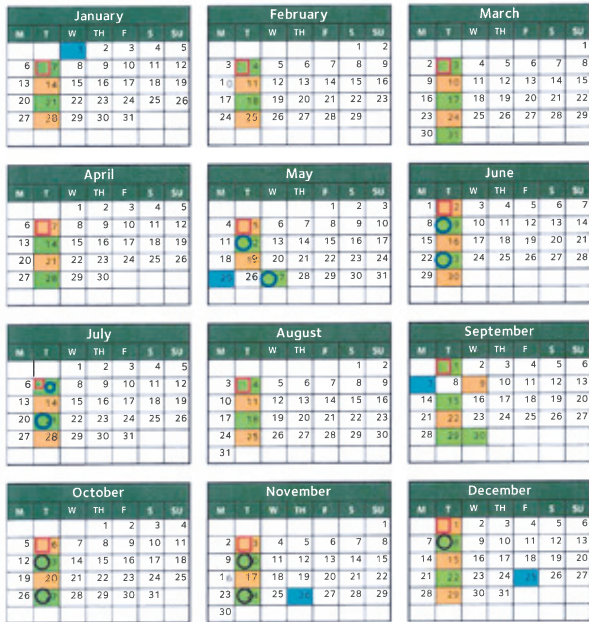 January
M T W TH F S SU
1 2 3 4 5
6 7 8 9 10 11 12
13 14 15 16 17 18 19
20 21 22 23 24 25 26
27 28 29 30 31
February
M T W TH F S SU
1 2
3 4 5 6 7 8 9
10 11 12 13 14 15 16
17 18 19 20 21 22 23
24 25 26 27 28 29
March
M T W TH F S SU
1
2 3 4 5 6 7 8
9 10 11 12 13 14 15
16 17 18 19 20 21 22
23 24 25 26 27 28 29
30 31
April
M T W TH F S SU
1 2 3 4 5
6 7 8 9 10 11 12
13 14 15 16 17 18 19
20 21 22 23 24 25 26
27 28 29 30
May
M T W TH F S SU
1 2 3
4 5 6 7 8 9 10
11 2 13 14 15 16 17
18 19 20 21 22 23 24
25 26 7 28 29 30 31
June
M T W TH F S SU
1 2 3 4 5 6 7
8 9 10 11 12 13 14
15 16 17 18 19 20 21
22 3 24 25 26 27 28
29 30
July
M T W TH F S SU
1 2 3 4 5
6 8 9 10 11 12
13 14 15 16 17 18 19
20 22 23 24 25 26
27 28 29 30 31
August
M T W TH F S SU
1 2
3 4 5 6 7 8 9
10 11 12 13 14 15 16
17 18 19 20 21 22 23
24 25 26 27 28 29 30
31
September
M T W TH F S SU
1 2 3 4 5 6
7 8 9 10 11 12 13
14 15 16 17 18 19 20
21 22 23 24 25 26 27
28 29 30
October
M T W TH F S SU
1 2 3 4
5 6 7 8 9 10 11
12 3 14 15 16 17 18
19 20 21 22 23 24 25
26 28 29 30 31
November
M T W TH F S SU
1
2 3 4 5 6 7 8
9 11 12 13 14 15
16 17 18 19 20 21 22
23 4 25 26 27 28 29
30
December
M T W TH F S SU
1 2 3 4 5 6
7 8 9 10 11 12 13
14 15 16 17 18 19 20
21 22 23 24 25 26 27
28 29 30 31